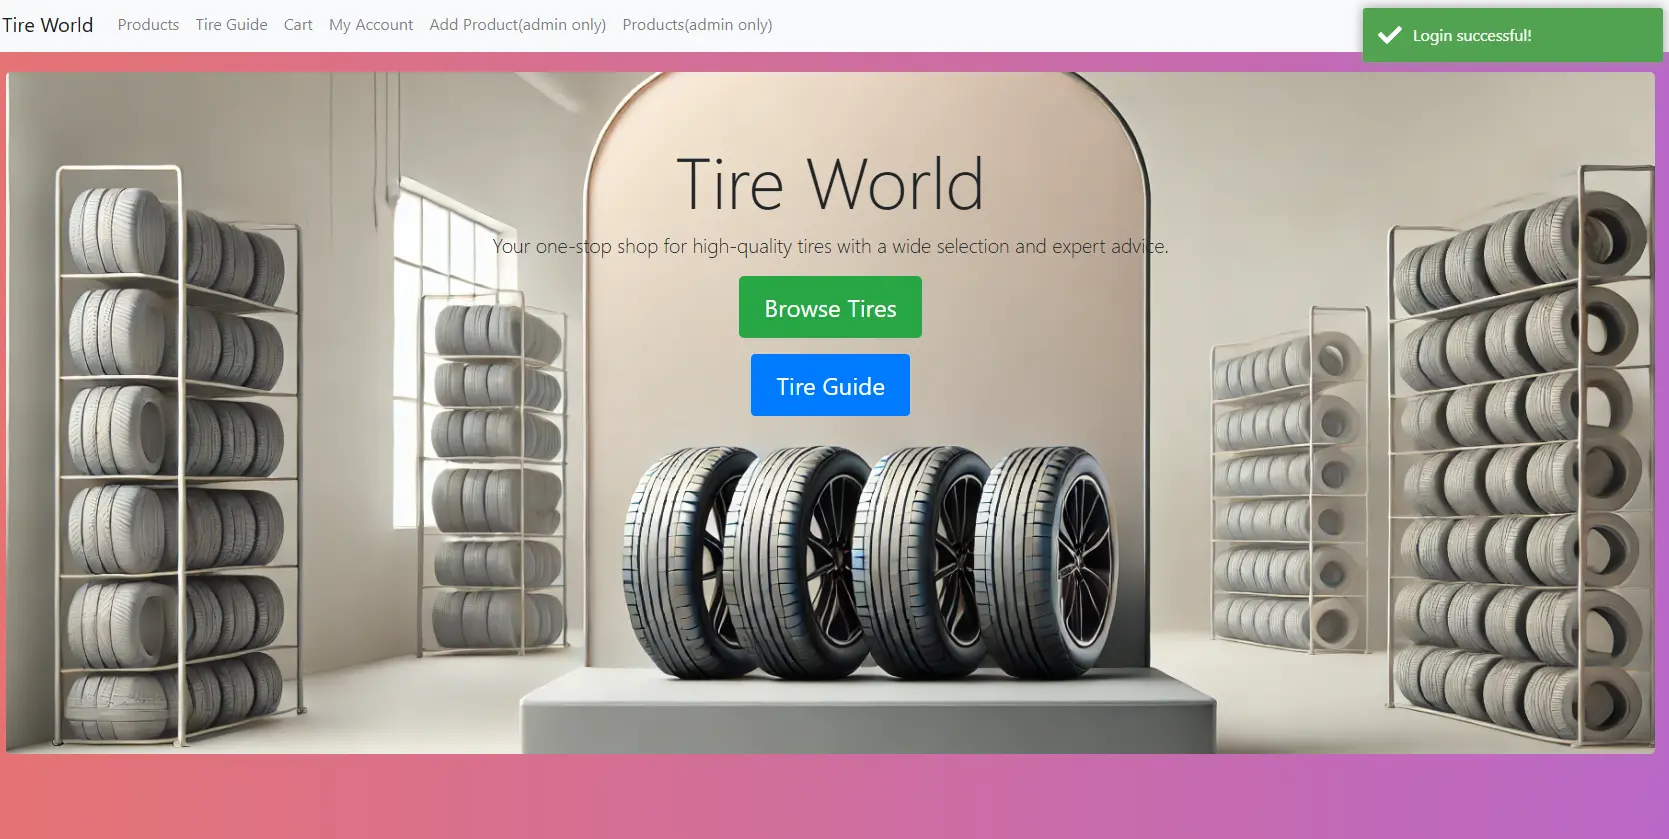 Tire World Products Tire Guide Cart My Account Add Product(admin only) Products(admin only)
Login successful!
Tire World
Your one-stop shop for high-quality tires with a wide selection and expert advice.
Browse Tires
Tire Guide